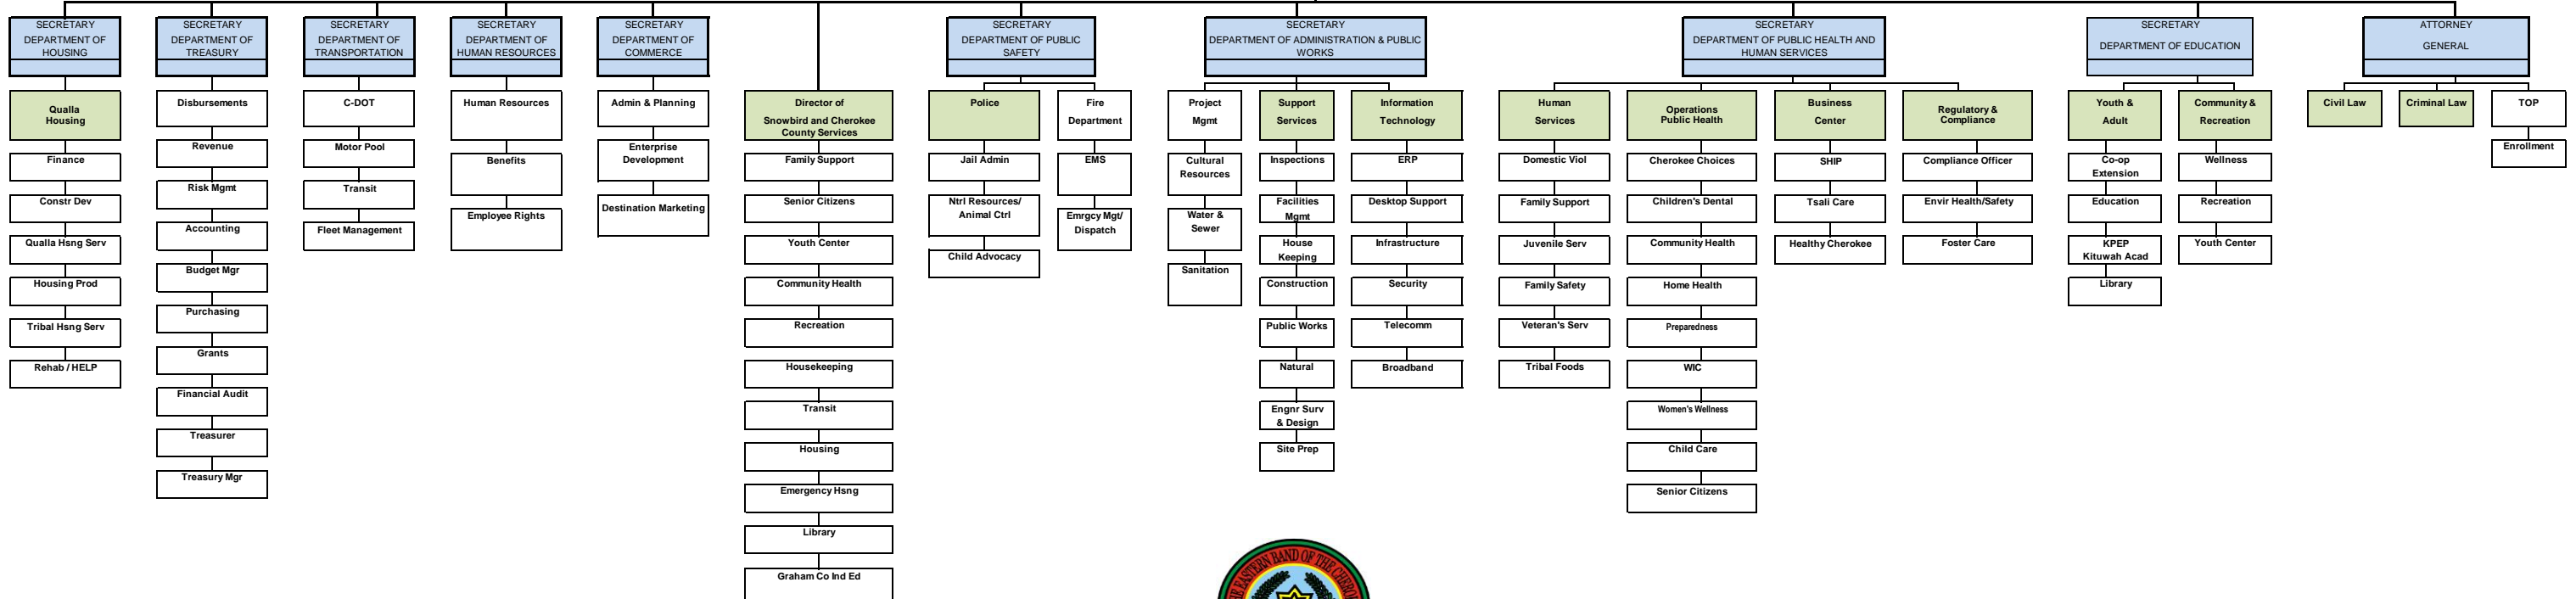 SECRETARY
DEPARTMENT OF
HOUSING
SECRETARY
DEPARTMENT OF
TREASURY
SECRETARY
DEPARTMENT OF
TRANSPORTATION
SECRETARY
DEPARTMENT OF
HUMAN RESOURCES
SECRETARY
DEPARTMENT OF
COMMERCE
SECRETARY
DEPARTMENT OF PUBLIC
SAFETY
SECRETARY
DEPARTMENT OF ADMINISTRATION & PUBLIC
WORKS
SECRETARY
DEPARTMENT OF PUBLIC HEALTH AND
HUMAN SERVICES
SECRETARY
DEPARTMENT OF EDUCATION
ATTORNEY
GENERAL
Qualla
Housing
Finance
Constr Dev
Qualla Hsng Serv
Housing Prod
Tribal Hsng Serv
Rehab / HELP
Disbursements
Revenue
Risk Mgmt
Accounting
Budget Mgr
Purchasing
Grants
Financial Audit
Treasurer
Treasury Mgr
C-DOT
Motor Pool
Transit
Fleet Management
Human Resources
Benefits
Employee Rights
Admin & Planning
Enterprise
Development
Destination Marketing
Director of
Snowbird and Cherokee
County Services
Family Support
Senior Citizens
Youth Center
Community Health
Recreation
Housekeeping
Transit
Housing
Emergency Hsng
Library
Graham Co Ind Ed
Police
Jail Admin
Ntrl Resources/
Animal Ctrl
Child Advocacy
Fire
Department
EMS
Emrgcy Mgt/
Dispatch
Project
Mgmt
Cultural
Resources
Water &
Sewer
Sanitation
Support
Services
Inspections
Facilities
Mgmt
House
Keeping
Construction
Public Works
Natural
Engnr Surv
& Design
Site Prep
Information
Technology
ERP
Desktop Support
Infrastructure
Security
Telecomm
Broadband
Human
Services
Domestic Viol
Family Support
Juvenile Serv
Family Safety
Veteran's Serv
Tribal Foods
Operations
Public Health
Cherokee Choices
Children's Dental
Community Health
Home Health
Preparedness
WIC
Women's Wellness
Child Care
Senior Citizens
Business
Center
SHIP
Tsali Care
Healthy Cherokee
Regulatory &
Compliance
Compliance Officer
Envir Health/Safety
Foster Care
Youth &
Adult
Co-op
Extension
Education
KPEP
Kituwah Acad
Library
Community &
Recreation
Wellness
Recreation
Youth Center
Civil Law
Criminal Law
TOP
Enrollment
EASTERN BAND OF THE